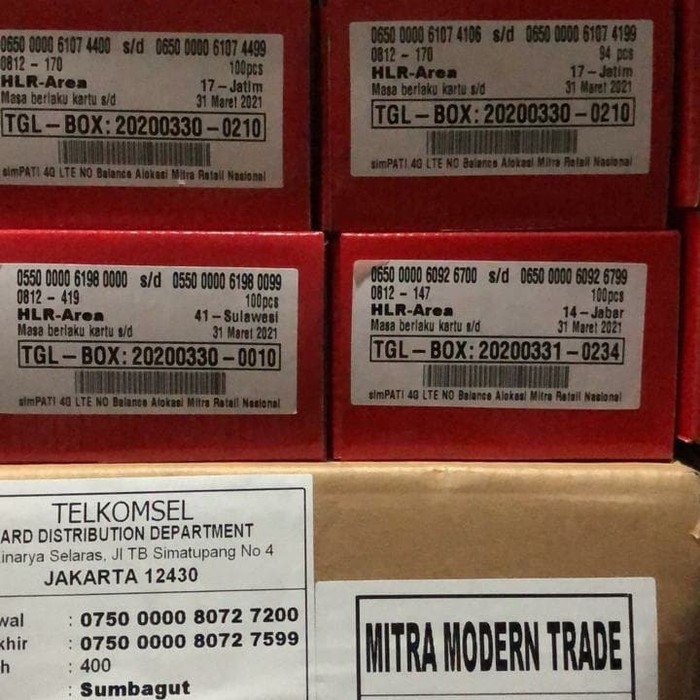 0650 0000 6107 4400 s/d 0650 0000 6107 4499
0812 - 170 100pcs
HLR-Area 17 - Jatim
Masa berlaku kartu s/d 31 Maret 2021
TGL - BOX: 20200330 - 0210
simPATI 4G LTE NO Balance Alokasi Mitra Retail Nasional
0650 0000 6107 4106 s/d 0650 0000 6107 4199
0812 - 170 94 pcs
HLR-Area 17 - Jatim
Masa berlaku kartu s/d 31 Maret 2021
TGL - BOX: 20200330 - 0210
simPATI 4G LTE NO Balance Alokasi Mitra Retail Nasional
0550 0000 6198 0000 s/d 0550 0000 6198 0099
0812 - 419 100pcs
HLR-Area 41 - Sulawesi
Masa berlaku kartu s/d 31 Maret 2021
TGL - BOX: 20200330 - 0010
simPATI 4G LTE NO Balance Alokasi Mitra Retail Nasional
0650 0000 6092 6700 s/d 0650 0000 6092 6799
0812 - 147 100pcs
HLR-Area 14 - Jabar
Masa berlaku kartu s/d 31 Maret 2021
TGL - BOX: 20200331 - 0234
simPATI 4G LTE NO Balance Alokasi Mitra Retail Nasional
TELKOMSEL
ARD DISTRIBUTION DEPARTMENT
inarya Selaras, Jl TB Simatupang No 4
JAKARTA 12430
wal : 0750 0000 8072 7200
khir : 0750 0000 8072 7599
h : 400
: Sumbagut
MITRA MODERN TRADE